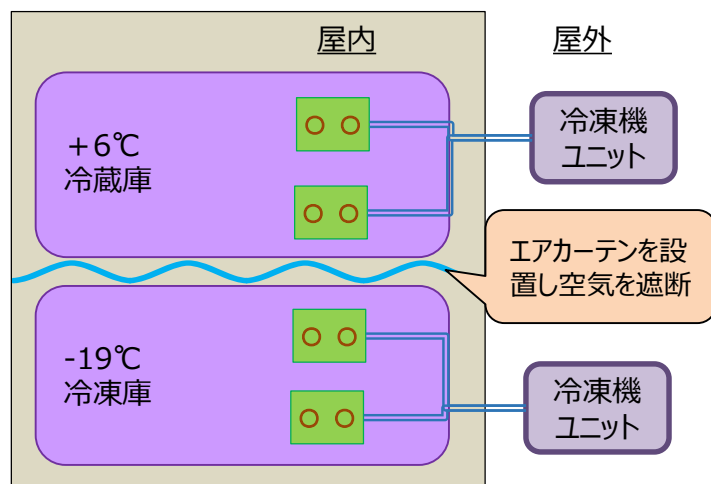 屋内
屋外
+6℃
冷蔵庫
冷凍機
ユニット
エアカーテンを設
置し空気を遮断
-19℃
冷凍庫
冷凍機
ユニット